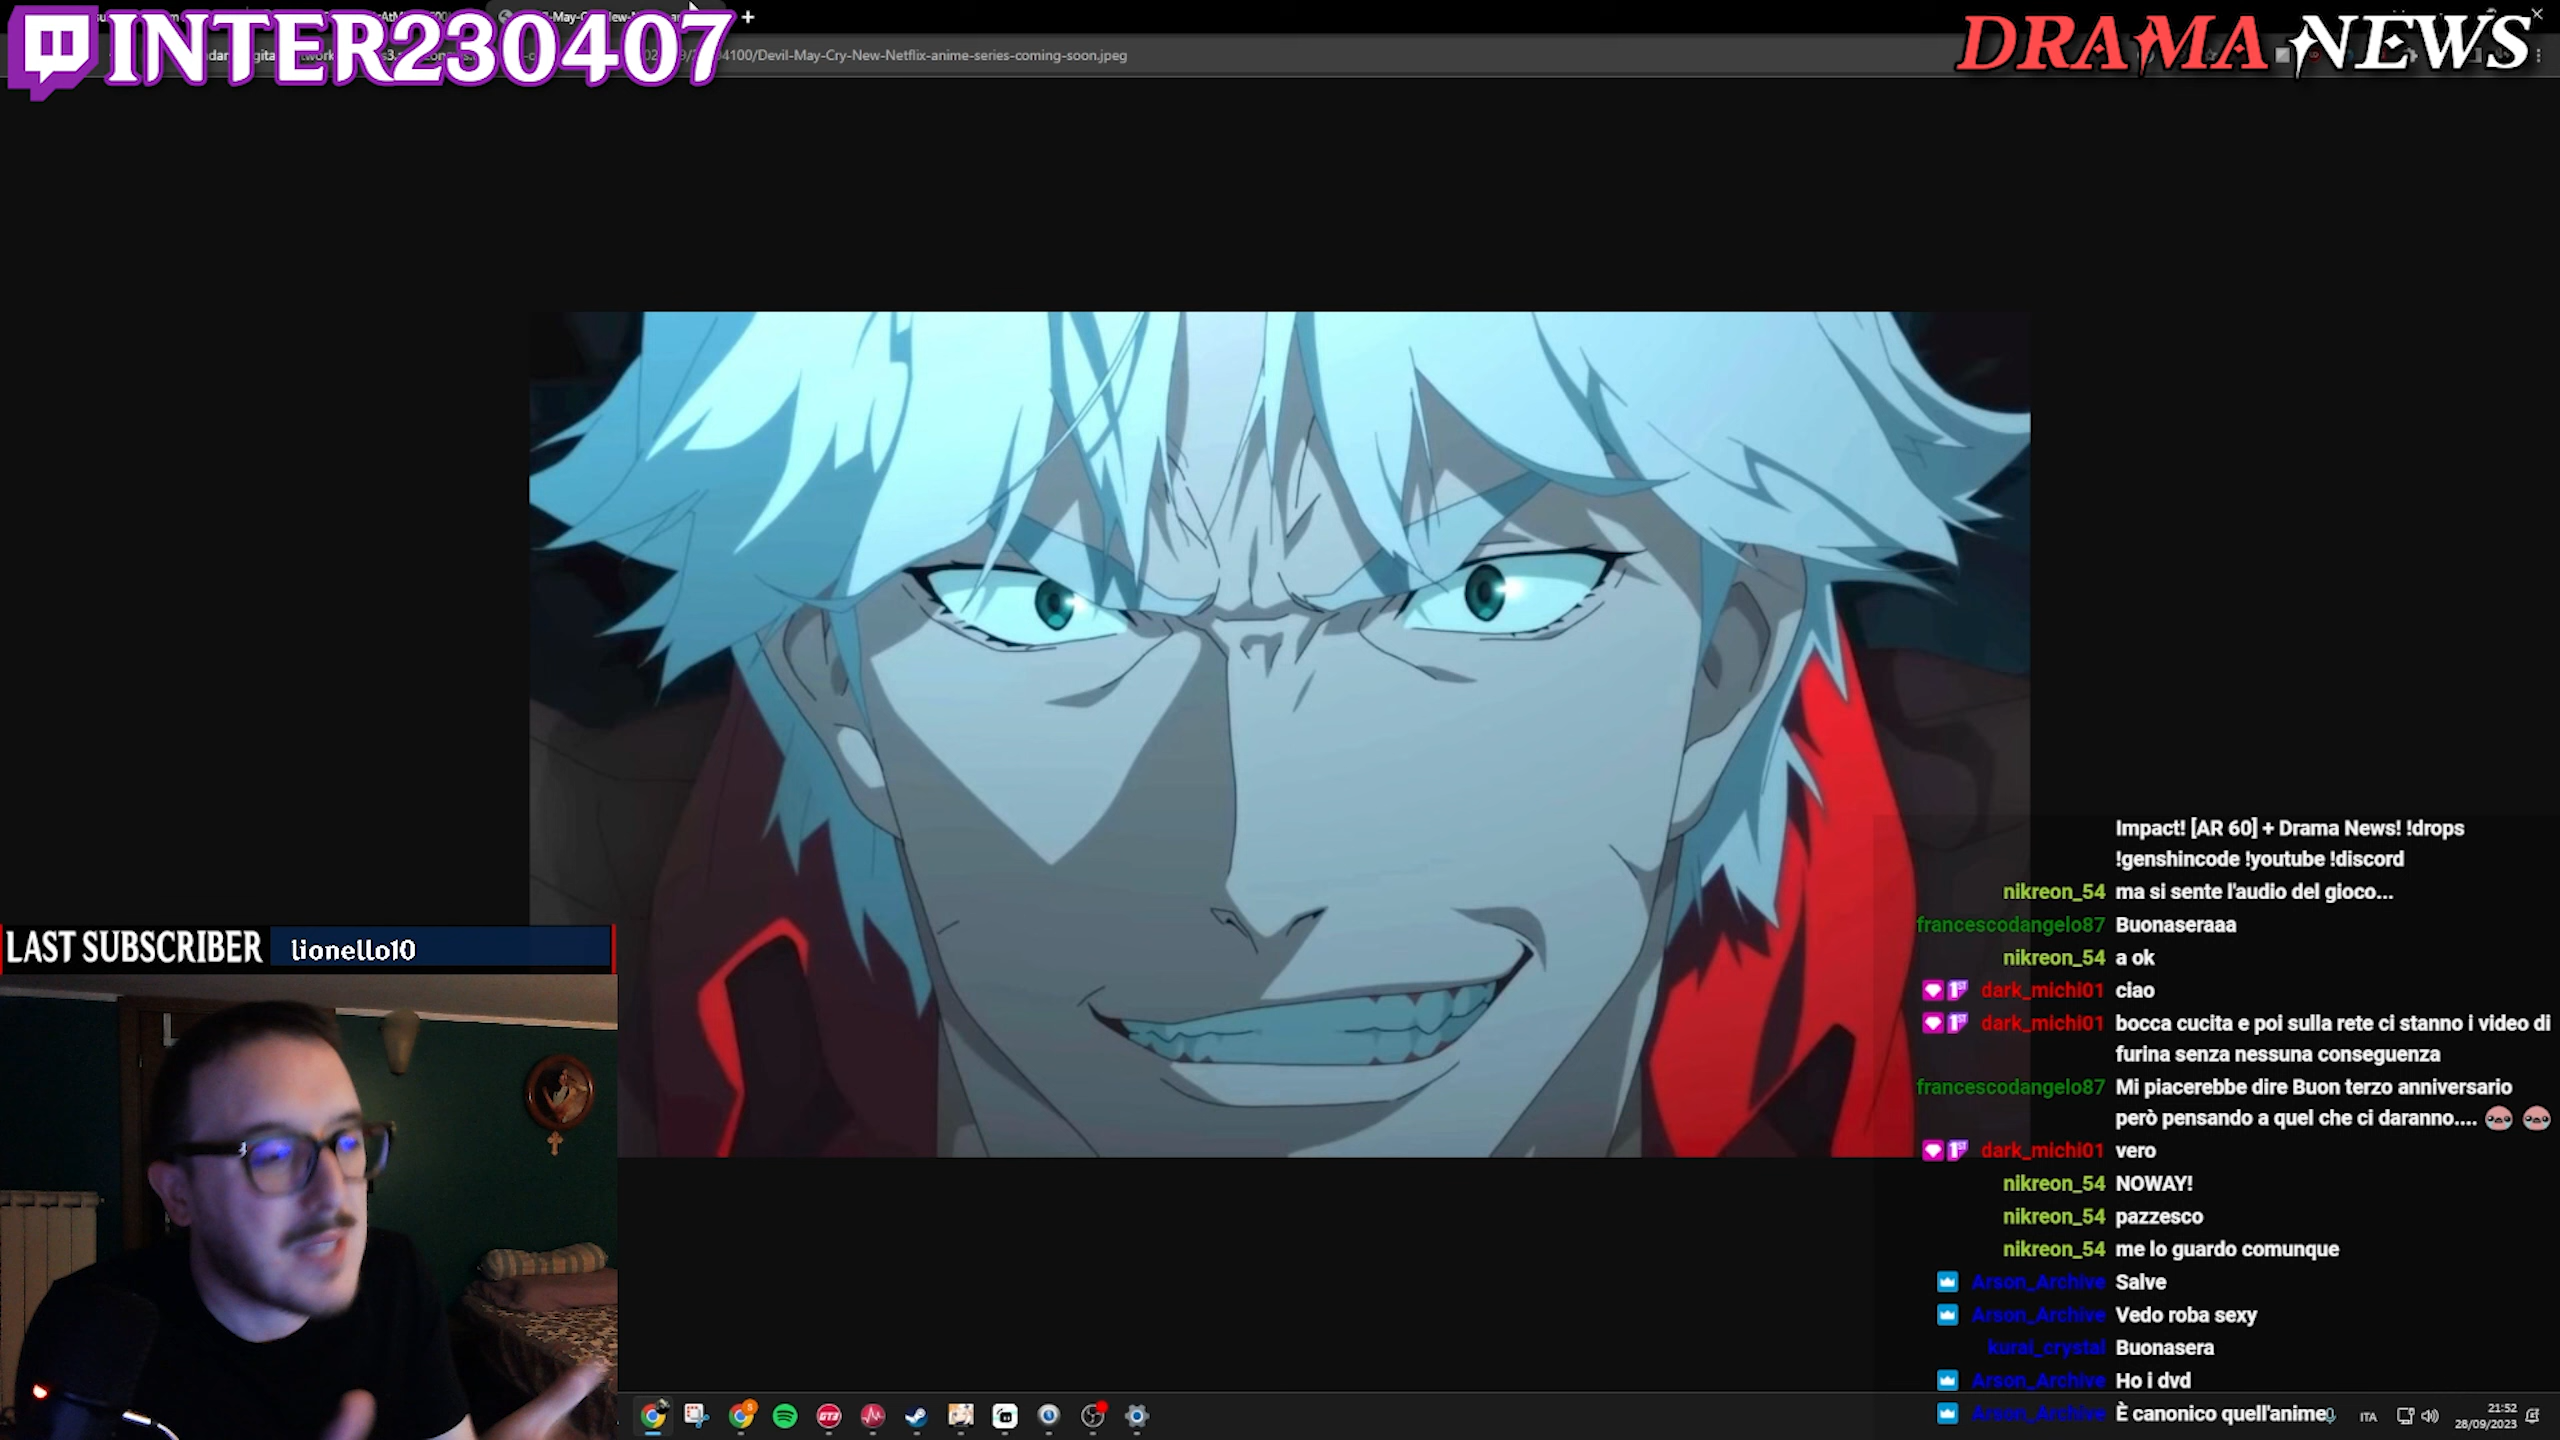 INTER230407
DRAMA NEWS
4100/Devil-May-Cry-New-Netflix-anime-series-coming-soon.jpeg
Impact! [AR 60] + Drama News! !drops
!genshincode !youtube !discord
nikreon_54 ma si sente l'audio del gioco...
francescodangelo87 Buonaseraaa
nikreon_54 a ok
dark_michi01 ciao
dark_michi01 bocca cucita e poi sulla rete ci stanno i video di
furina senza nessuna conseguenza
francescodangelo87 Mi piacerebbe dire Buon terzo anniversario
però pensando a quel che ci daranno....
dark_michi01 vero
nikreon_54 NOWAY!
nikreon_54 pazzesco
nikreon_54 me lo guardo comunque
Arson_Archive Salve
Arson_Archive Vedo roba sexy
kurai_crystal Buonasera
Arson_Archive Ho i dvd
Arson_Archive È canonico quell'anime
LAST SUBSCRIBER lionello10
ITA
21:52
28/09/2023